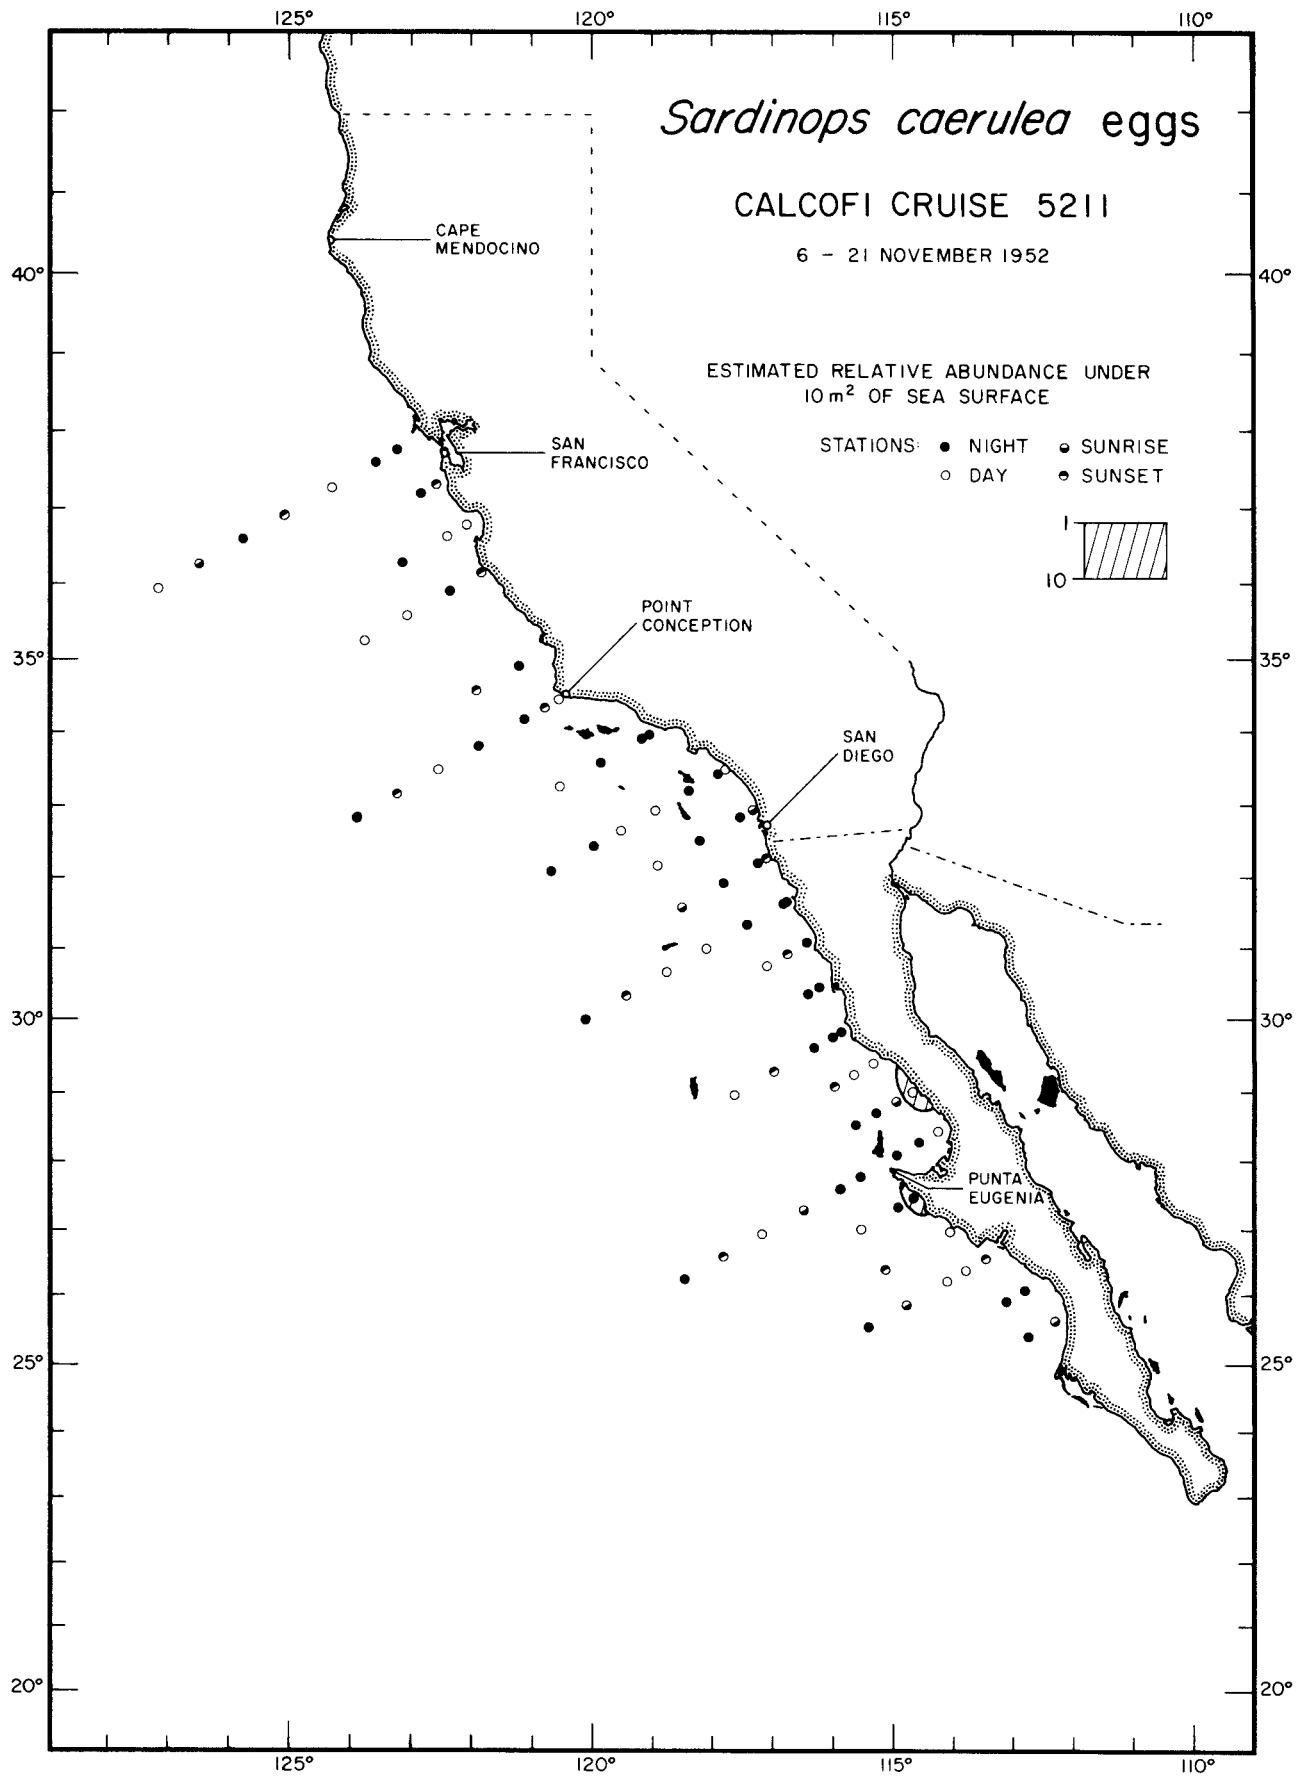 125° 120° 115° 110°
Sardinops caerulea eggs
CALCOFI CRUISE 5211
6 – 21 NOVEMBER 1952
CAPE
MENDOCINO
40° 40°
ESTIMATED RELATIVE ABUNDANCE UNDER
10 m² OF SEA SURFACE
STATIONS: ● NIGHT SUNRISE
○ DAY SUNSET
SAN
FRANCISCO
1
10
POINT
CONCEPTION
35° 35°
SAN
DIEGO
30° 30°
PUNTA
EUGENIA
25° 25°
20° 20°
125° 120° 115° 110°